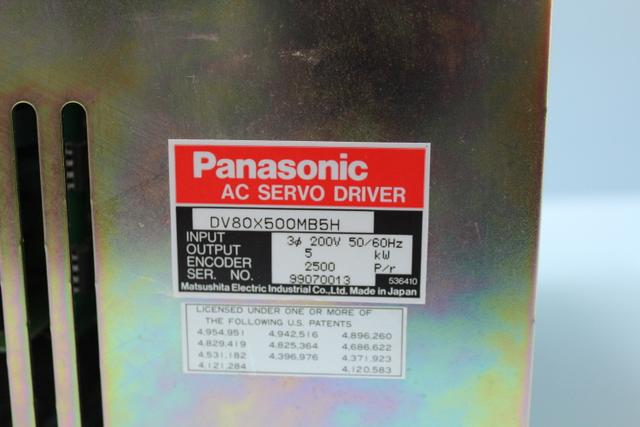 Panasonic
AC SERVO DRIVER
DV80X500MB5H
INPUT 3ϕ 200V 50/60Hz
OUTPUT 5 kW
ENCODER 2500 P/r
SER. NO. 99070013 536410
Matsushita Electric Industrial Co.,Ltd. Made in Japan
LICENSED UNDER ONE OR MORE OF
THE FOLLOWING U.S. PATENTS
4,954,951 4,942,516 4,896,260
4,829,419 4,825,364 4,686,622
4,531,182 4,396,976 4,371,923
4,121,284 4,120,583